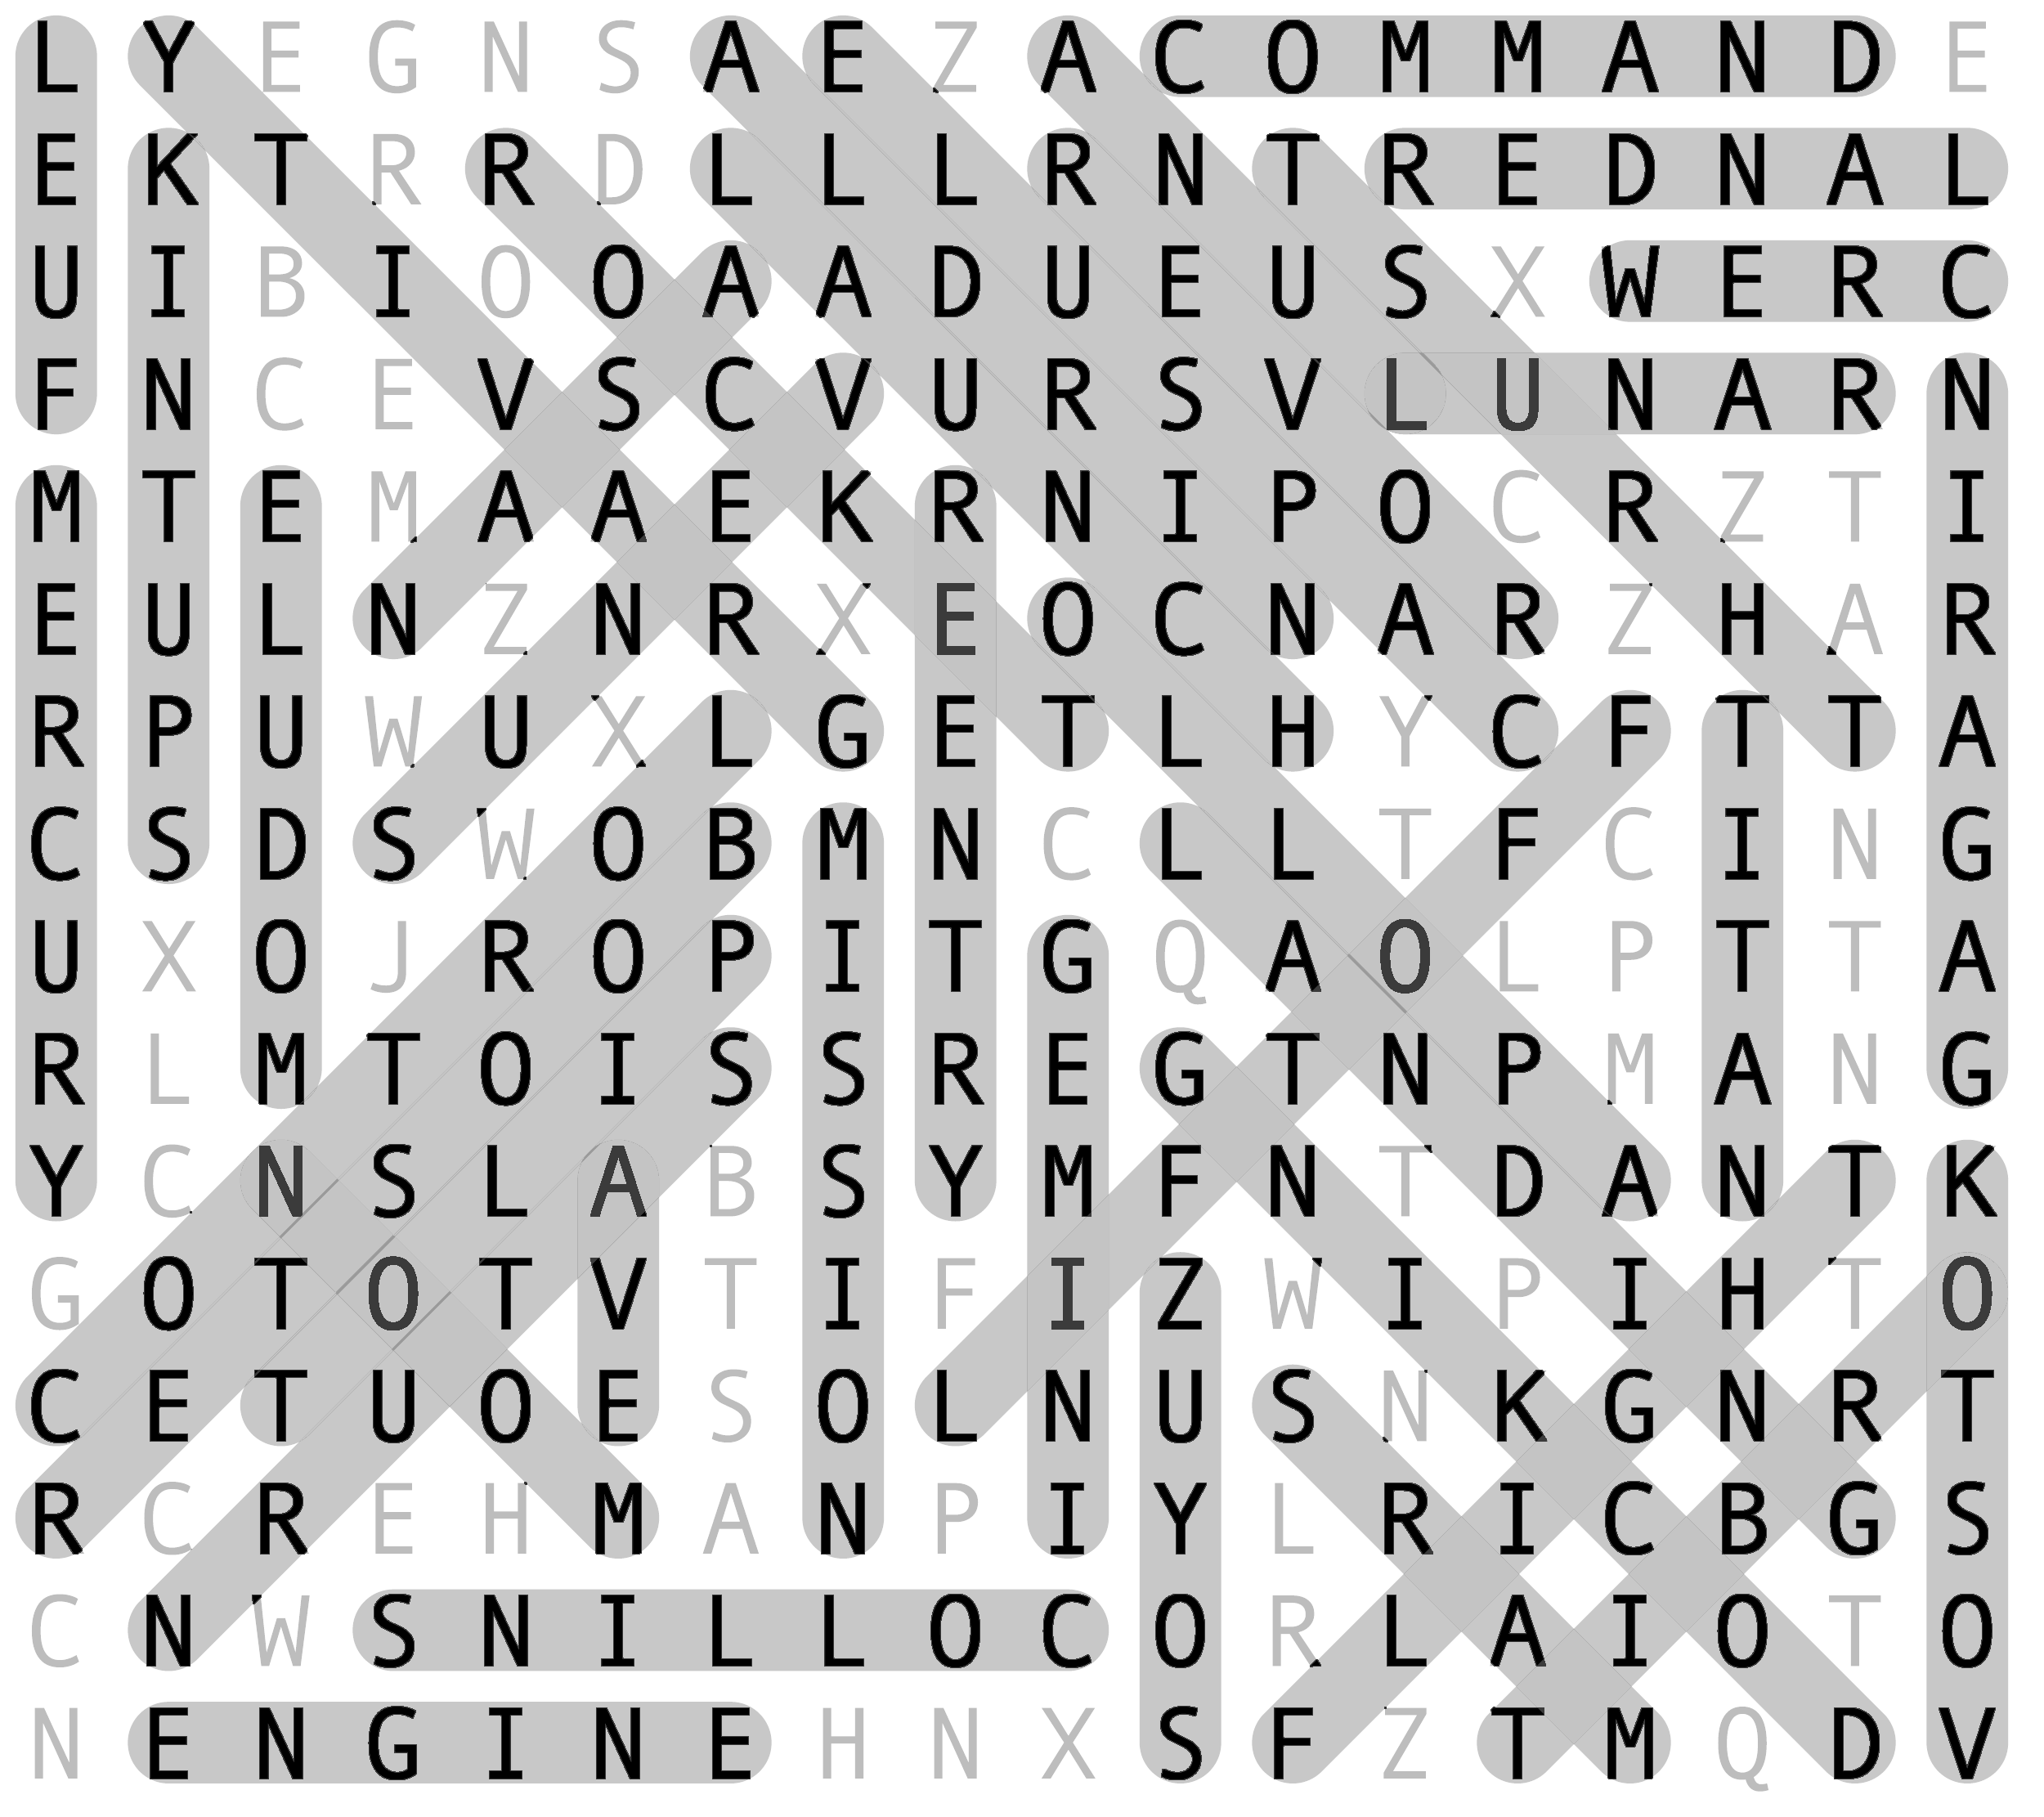 L Y E G N S A E Z A C O M M A N D E
E K T R R D L L L R N T R E D N A L
U I B I O O A A D U E U S X W E R C
F N C E V S C V U R S V L U N A R N
M T E M A A E K R N I P O C R Z T I
E U L N Z N R X E O C N A R Z H A R
R P U W U X L G E T L H Y C F T T A
C S D S W O B M N C L L T F C I N G
U X O J R O P I T G Q A O L P T T A
R L M T O I S S R E G T N P M A N G
Y C N S L A B S Y M F N T D A N T K
G O T O T V T I F I Z W I P I H T O
C E T U O E S O L N U S N K G N R T
R C R E H M A N P I Y L R I C B G S
C N W S N I L L O C O R L A I O T O
N E N G I N E H N X S F Z T M Q D V